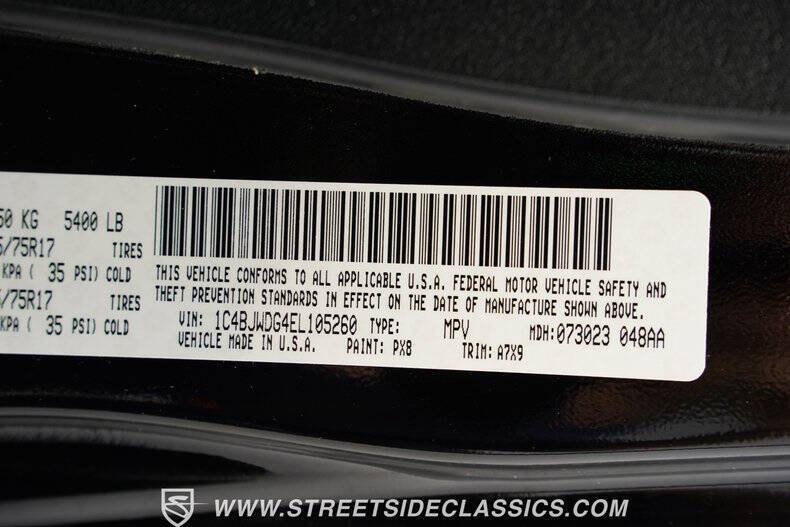 50 KG 5400 LB
/75R17 TIRES
KPA ( 35 PSI) COLD
/75R17 TIRES
KPA ( 35 PSI) COLD
THIS VEHICLE CONFORMS TO ALL APPLICABLE U.S.A. FEDERAL MOTOR VEHICLE SAFETY AND
THEFT PREVENTION STANDARDS IN EFFECT ON THE DATE OF MANUFACTURE SHOWN ABOVE.
VIN: 1C4BJWDG4EL105260 TYPE: MPV MDH:073023 048AA
VEHICLE MADE IN U.S.A. PAINT: PX8 TRIM: A7X9
WWW.STREETSIDECLASSICS.COM